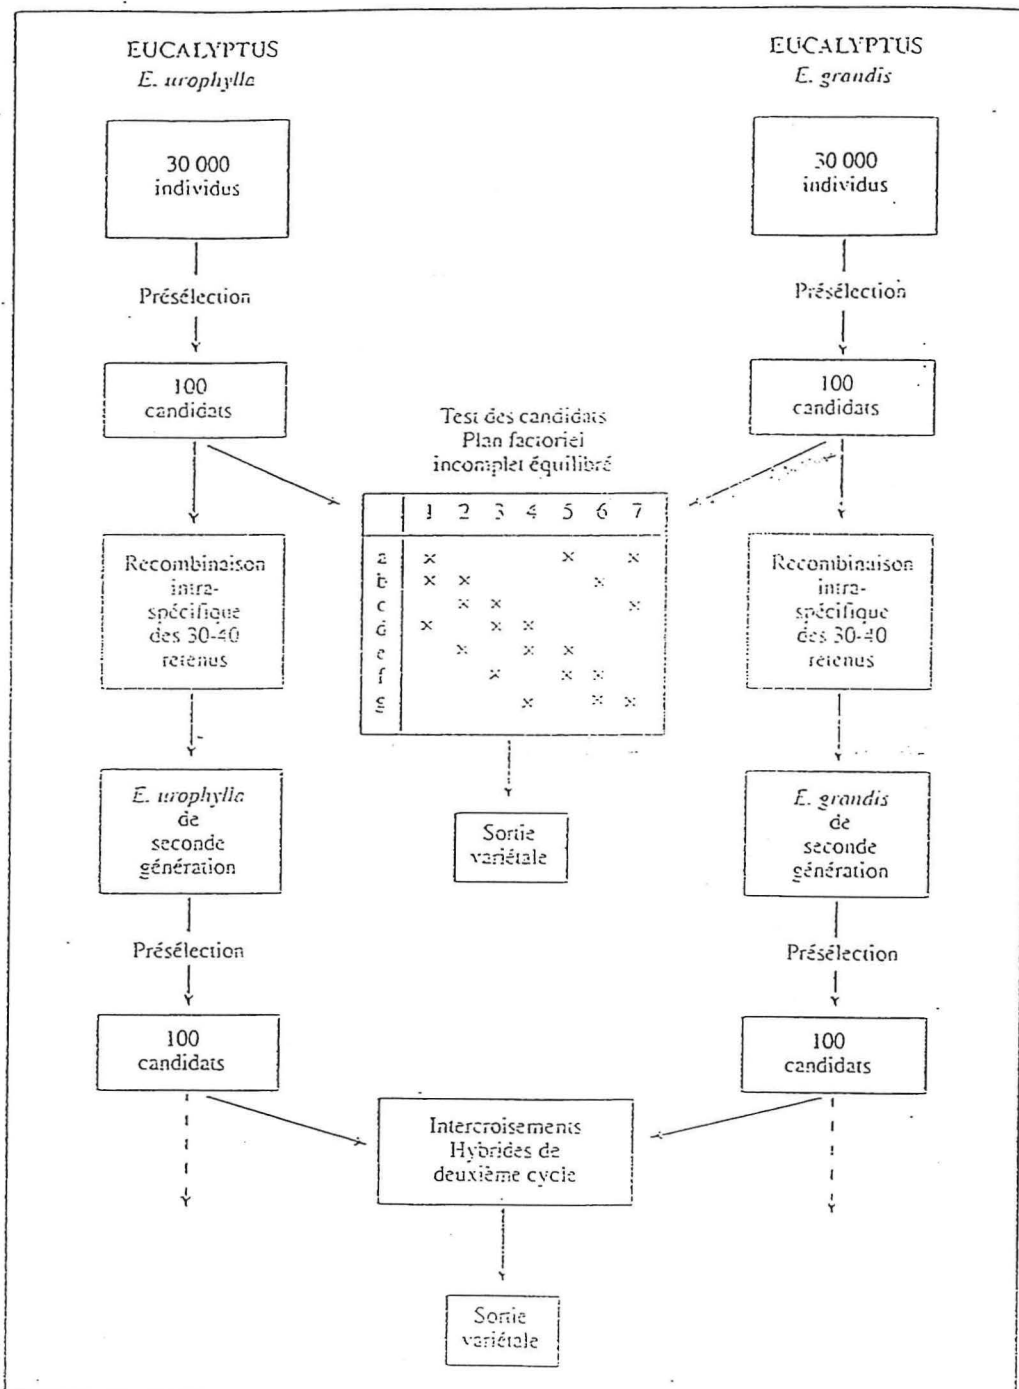 EUCALYPTUS
E. urophylla
30 000
individus
Présélection
100
candidats
Recombinaison
intra-
spécifique
des 30-40
retenus
E. urophylla
de
seconde
génération
Présélection
100
candidats
EUCALYPTUS
E. grandis
30 000
individus
Présélection
100
candidats
Recombinaison
intra-
spécifique
des 30-40
retenus
E. grandis
de
seconde
génération
Présélection
100
candidats
Test des candidats
Plan factoriel
incomplet équilibré
1 2 3 4 5 6 7
a × × ×
b × × ×
c × × ×
d × × ×
e × × ×
f × × ×
g × × ×
Sortie
variétale
Intercroisements
Hybrides de
deuxième cycle
Sortie
variétale